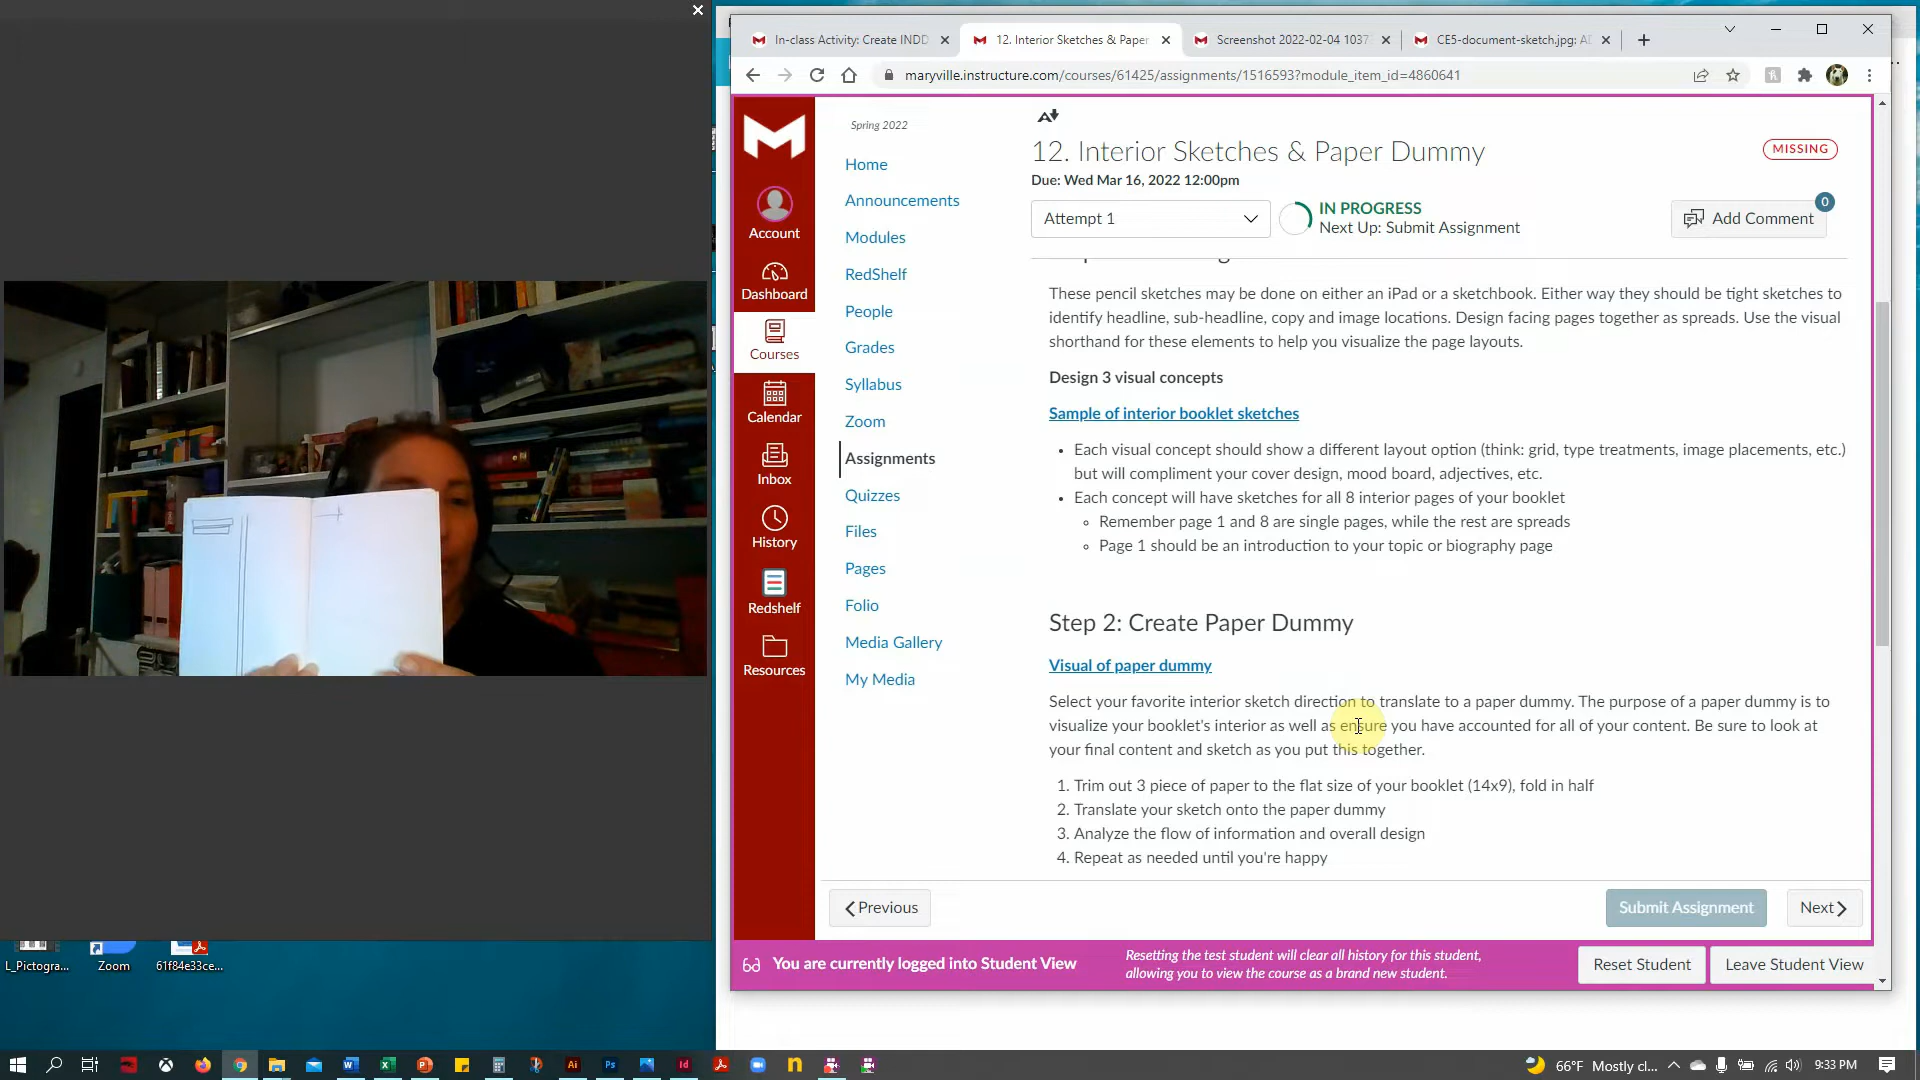 In-class Activity: Create INDD
12. Interior Sketches & Paper
Screenshot 2022-02-04 1037
CE5-document-sketch.jpg: A
maryville.instructure.com/courses/61425/assignments/1516593?module_item_id=4860641
Account
Dashboard
Courses
Calendar
Inbox
History
Redshelf
Resources
Spring 2022
Home
Announcements
Modules
RedShelf
People
Grades
Syllabus
Zoom
Assignments
Quizzes
Files
Pages
Folio
Media Gallery
My Media
12. Interior Sketches & Paper Dummy
MISSING
Due: Wed Mar 16, 2022 12:00pm
Attempt 1
IN PROGRESS
Next Up: Submit Assignment
Add Comment
0
These pencil sketches may be done on either an iPad or a sketchbook. Either way they should be tight sketches to
identify headline, sub-headline, copy and image locations. Design facing pages together as spreads. Use the visual
shorthand for these elements to help you visualize the page layouts.
Design 3 visual concepts
Sample of interior booklet sketches
Each visual concept should show a different layout option (think: grid, type treatments, image placements, etc.)
but will compliment your cover design, mood board, adjectives, etc.
Each concept will have sketches for all 8 interior pages of your booklet
Remember page 1 and 8 are single pages, while the rest are spreads
Page 1 should be an introduction to your topic or biography page
Step 2: Create Paper Dummy
Visual of paper dummy
Select your favorite interior sketch direction to translate to a paper dummy. The purpose of a paper dummy is to
visualize your booklet's interior as well as ensure you have accounted for all of your content. Be sure to look at
your final content and sketch as you put this together.
1. Trim out 3 piece of paper to the flat size of your booklet (14x9), fold in half
2. Translate your sketch onto the paper dummy
3. Analyze the flow of information and overall design
4. Repeat as needed until you're happy
Previous
Submit Assignment
Next
You are currently logged into Student View
Resetting the test student will clear all history for this student,
allowing you to view the course as a brand new student.
Reset Student
Leave Student View
L_Pictogra...
Zoom
61f84e33ce...
66°F Mostly cl...
9:33 PM